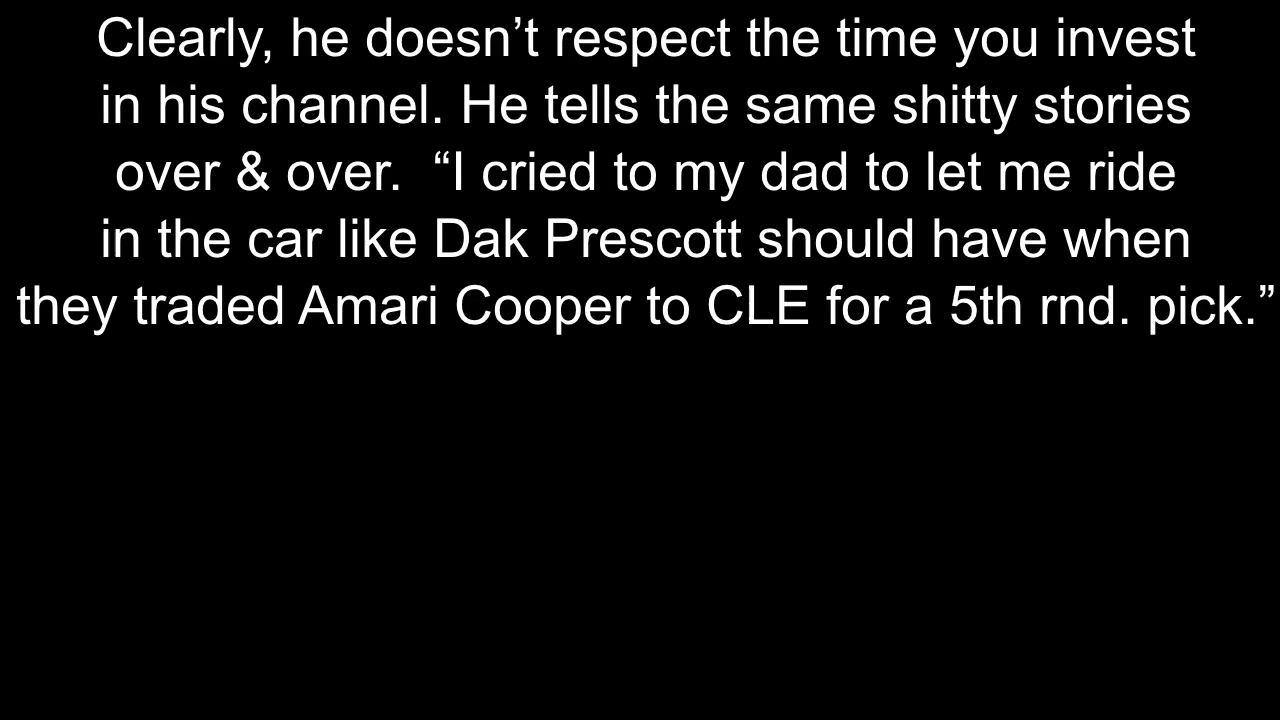 Clearly, he doesn’t respect the time you invest
in his channel. He tells the same shitty stories
over & over.  “I cried to my dad to let me ride
in the car like Dak Prescott should have when
they traded Amari Cooper to CLE for a 5th rnd. pick.”